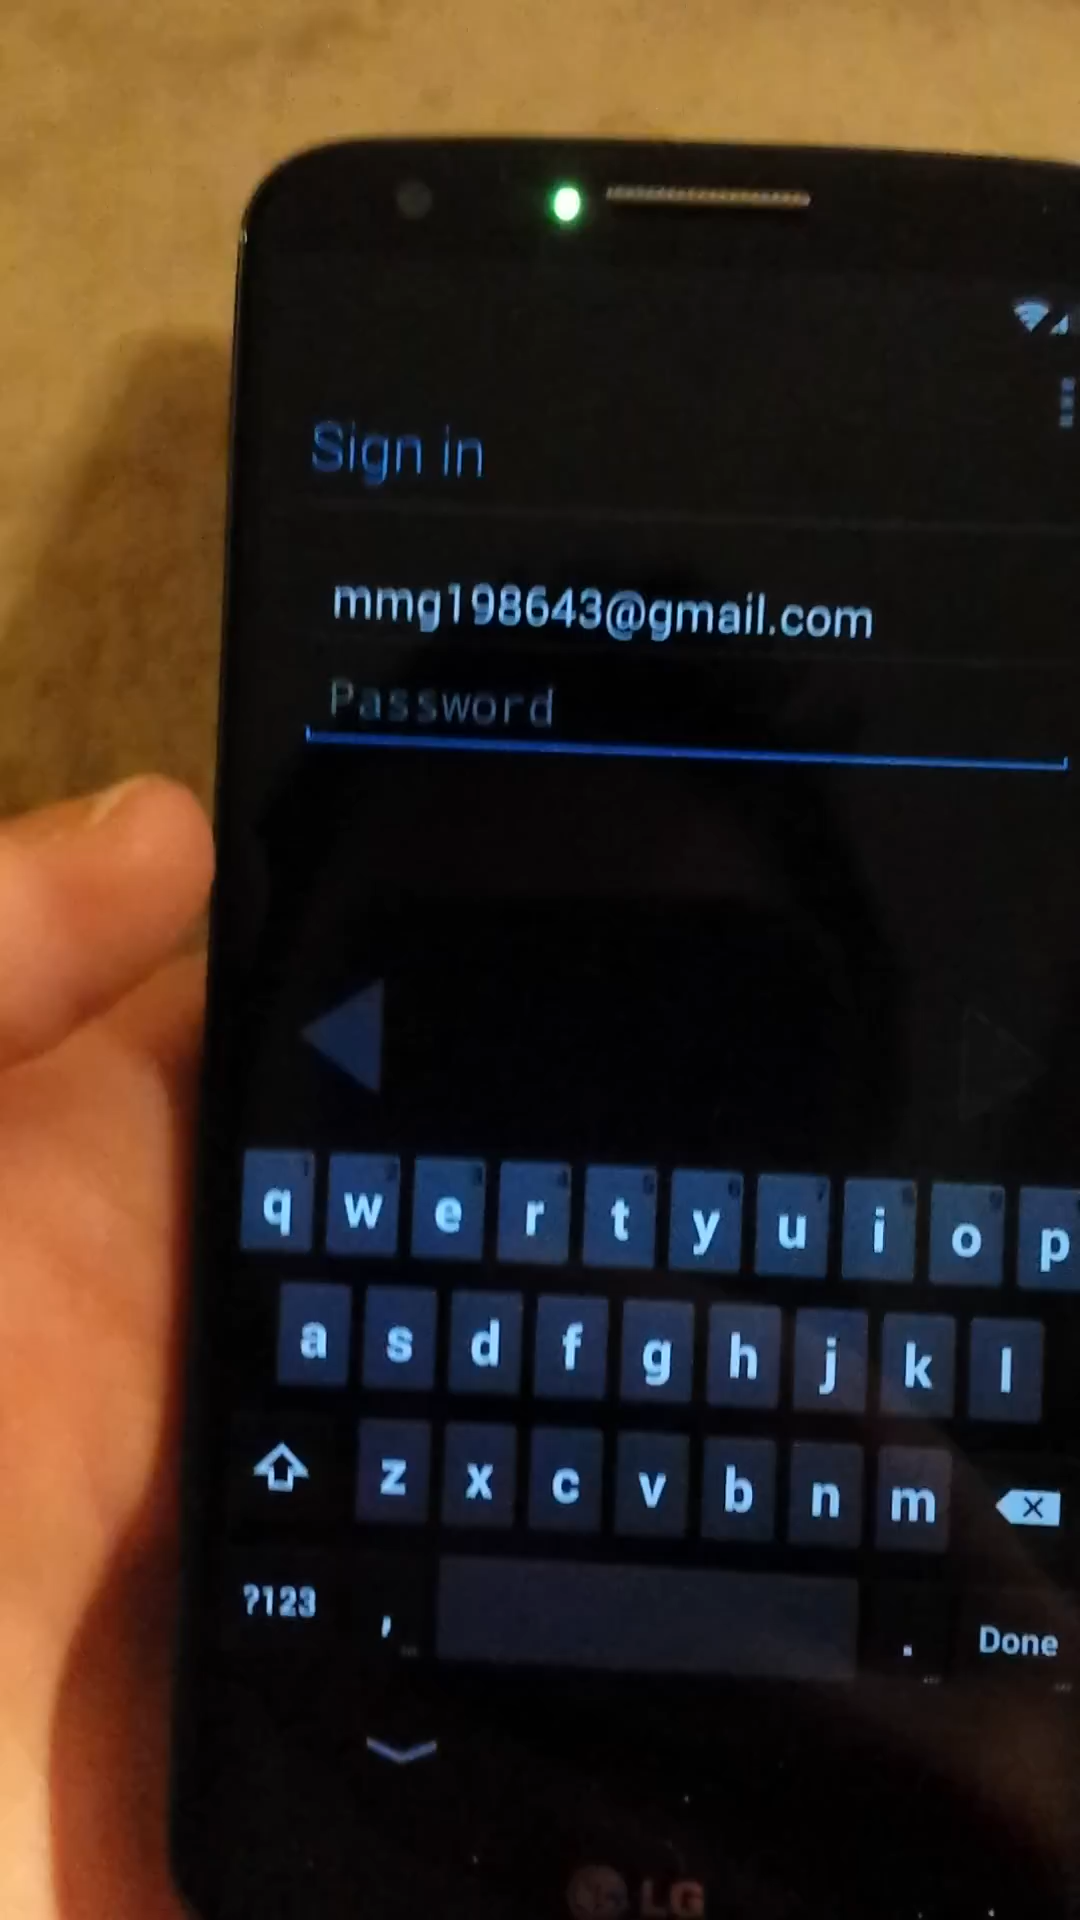 Sign in
mmg198643@gmail.com
Password
q w e r t y u i o p
a s d f g h j k l
z x c v b n m
?123 , . Done
LG